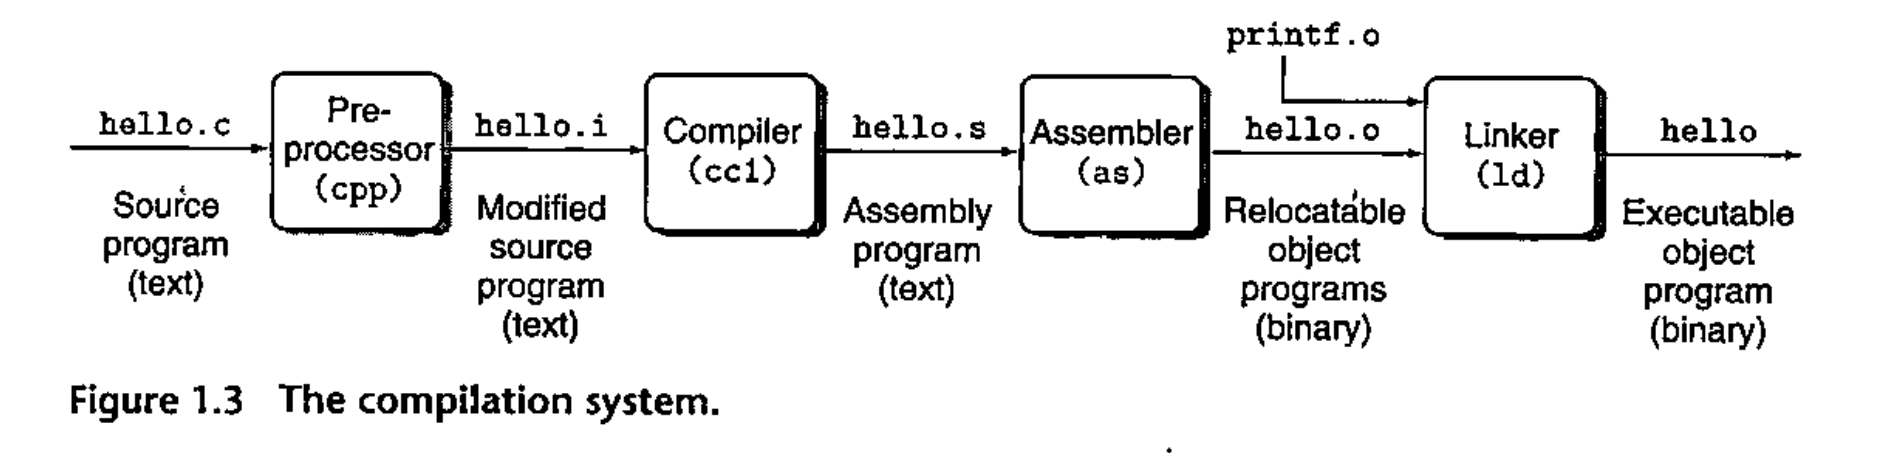 printf.o
hello.c
Pre-
processor
(cpp)
hello.i
Compiler
(cc1)
hello.s
Assembler
(as)
hello.o
Linker
(ld)
hello
Source
program
(text)
Modified
source
program
(text)
Assembly
program
(text)
Relocatable
object
programs
(binary)
Executable
object
program
(binary)
Figure 1.3 The compilation system.